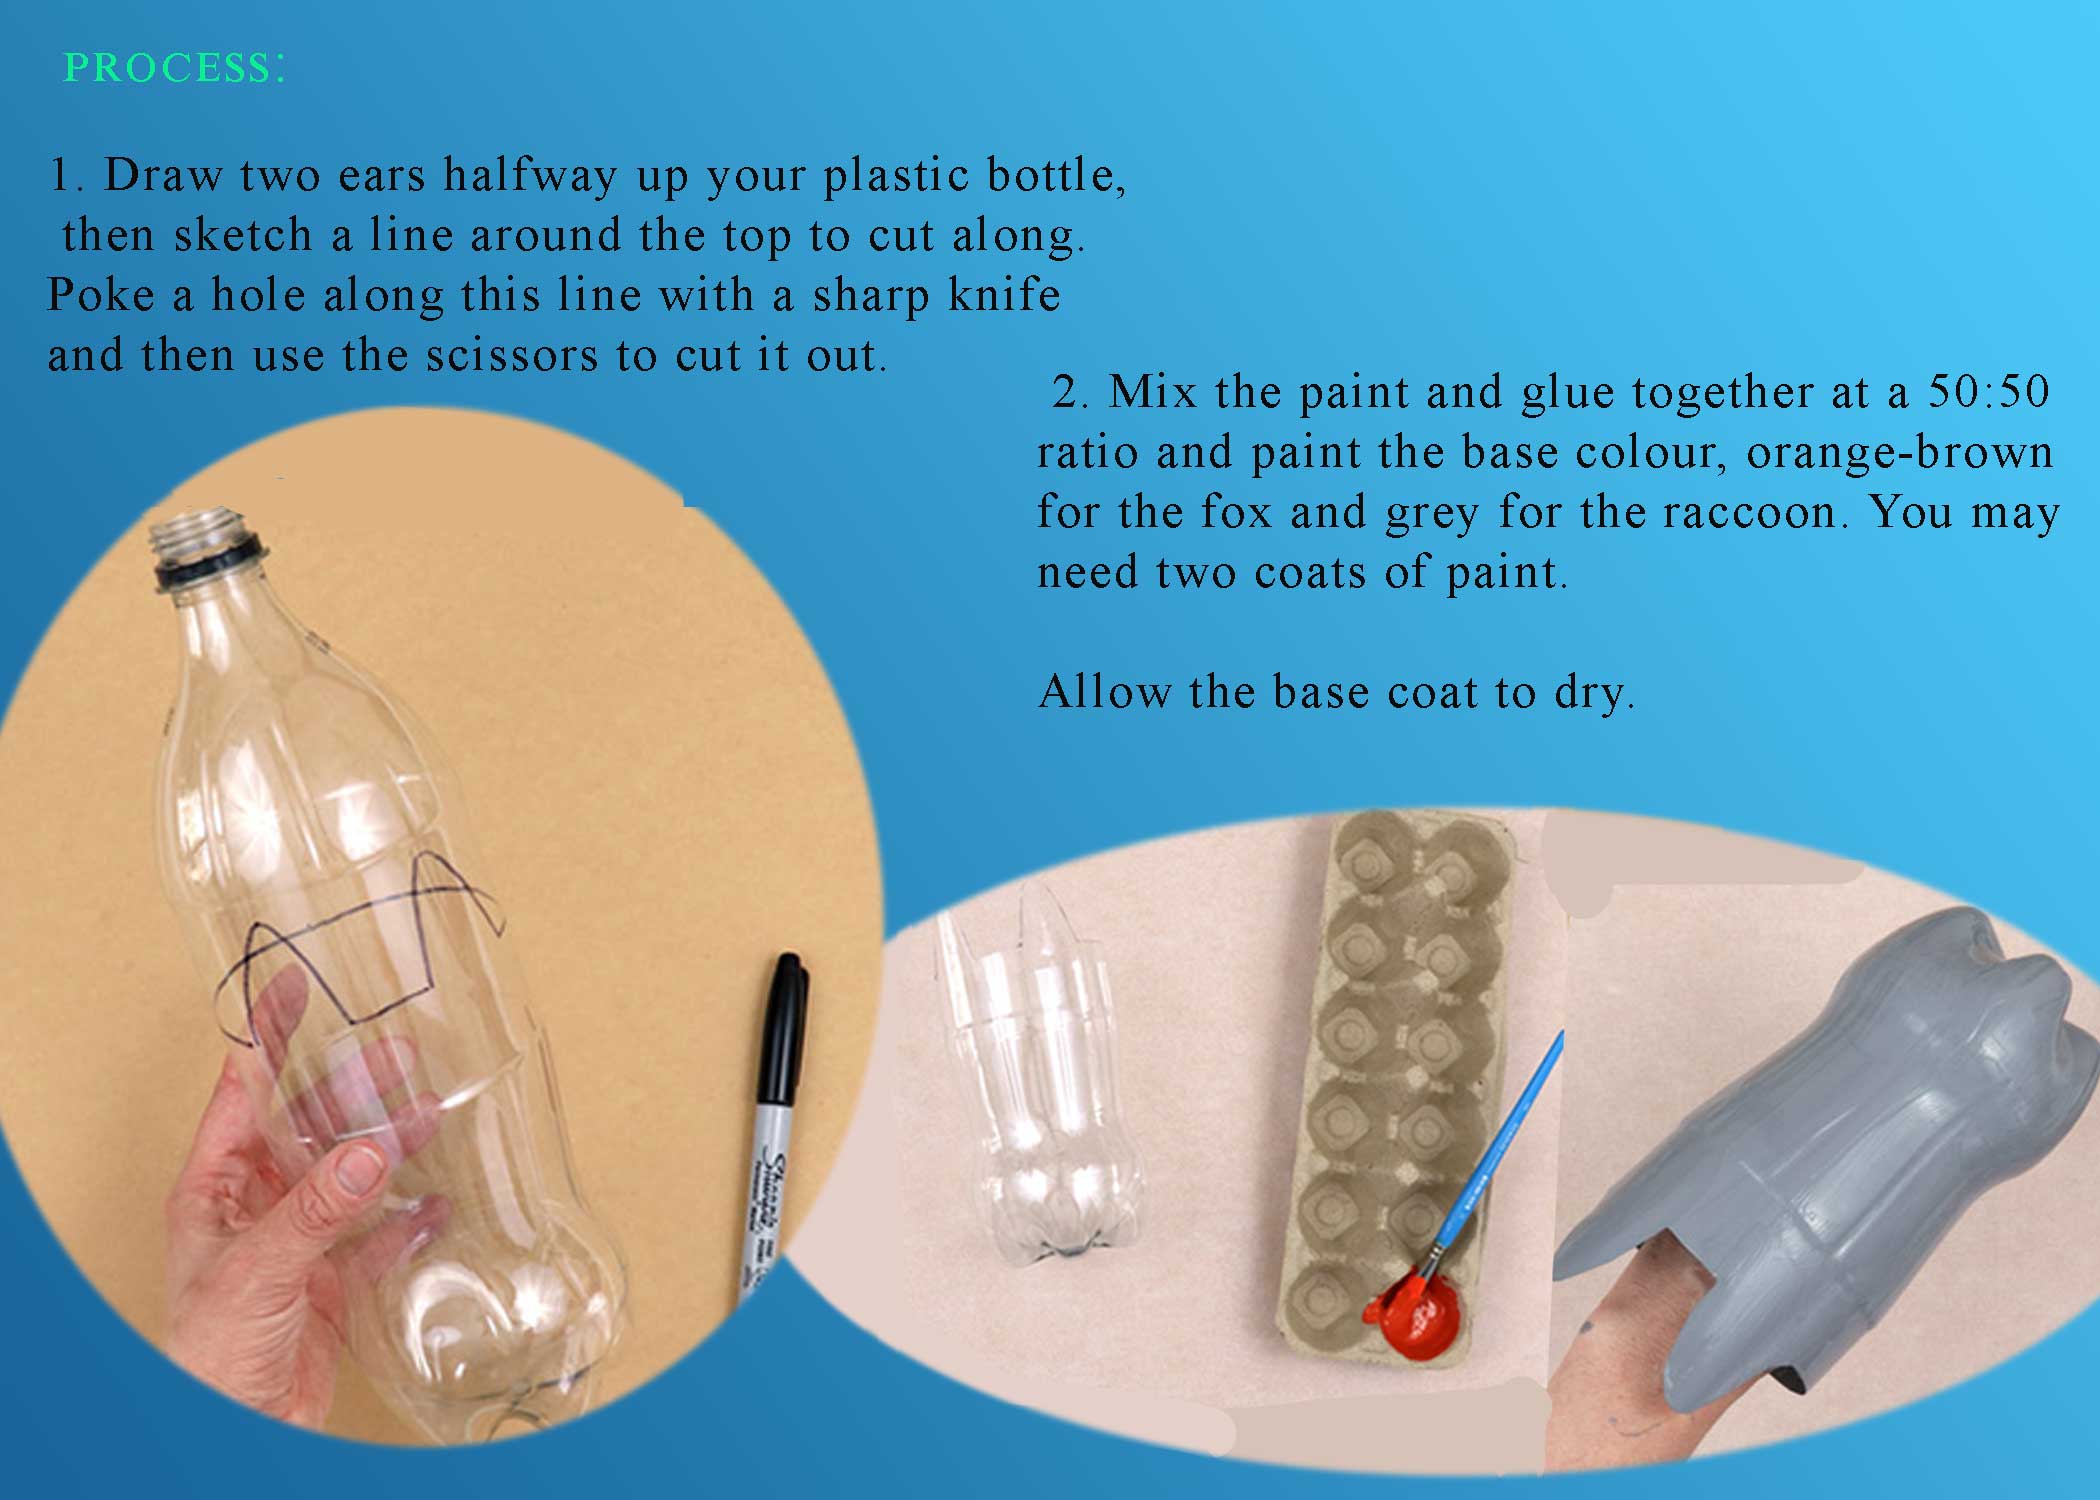 PROCESS:
1. Draw two ears halfway up your plastic bottle,
then sketch a line around the top to cut along.
Poke a hole along this line with a sharp knife
and then use the scissors to cut it out.
2. Mix the paint and glue together at a 50:50
ratio and paint the base colour, orange-brown
for the fox and grey for the raccoon. You may
need two coats of paint.
Allow the base coat to dry.
Sharpie